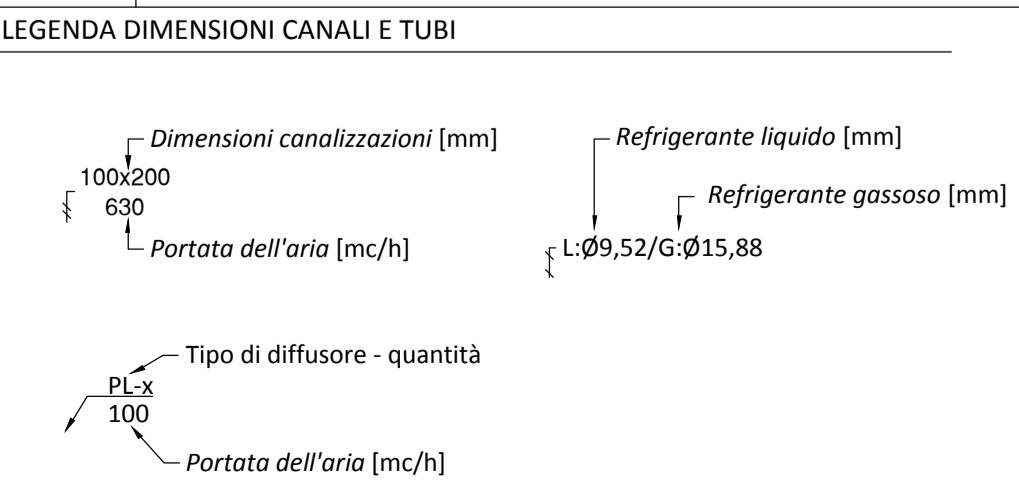 LEGENDA DIMENSIONI CANALI E TUBI
Dimensioni canalizzazioni [mm]
100x200
630
Portata dell'aria [mc/h]
Refrigerante liquido [mm]
Refrigerante gassoso [mm]
L:Ø9,52/G:Ø15,88
Tipo di diffusore - quantità
PL-x
100
Portata dell'aria [mc/h]